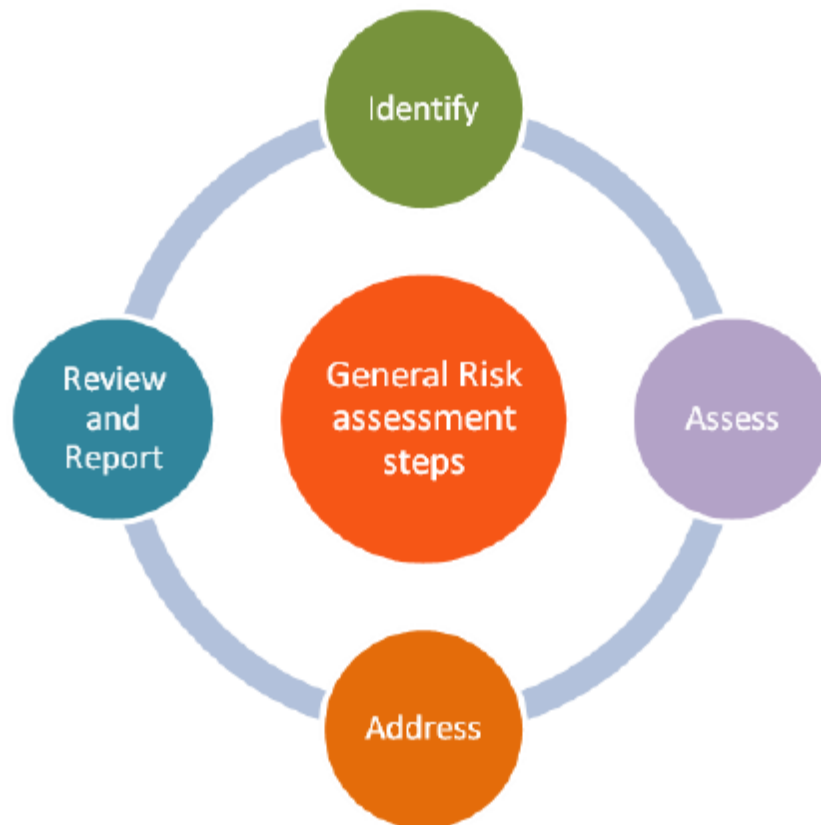 Identify
Review
and
Report
General Risk
assessment
steps
Assess
Address